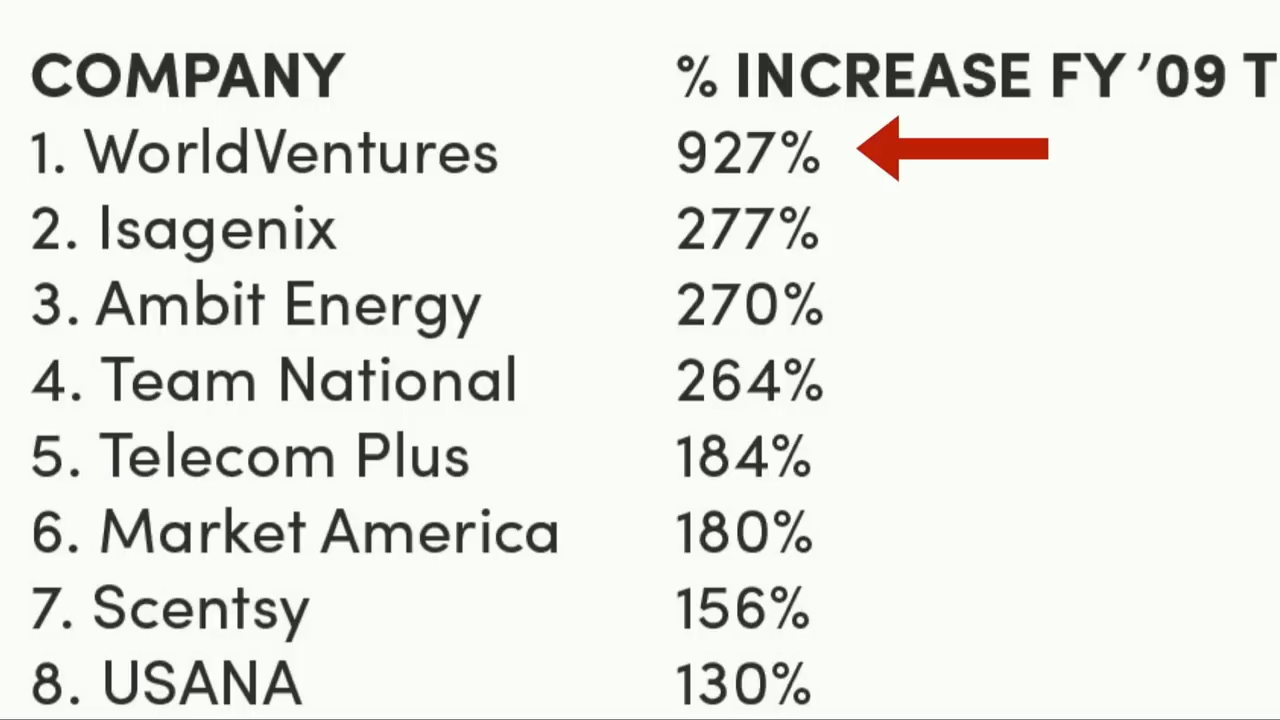 COMPANY % INCREASE FY ’09 T
1. WorldVentures 927%
2. Isagenix 277%
3. Ambit Energy 270%
4. Team National 264%
5. Telecom Plus 184%
6. Market America 180%
7. Scentsy 156%
8. USANA 130%